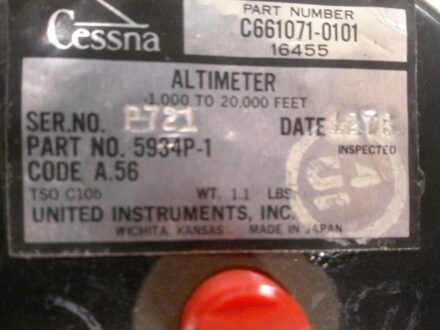 Cessna
PART NUMBER
C661071-0101
16455
ALTIMETER
-1,000 TO 20,000 FEET
SER.NO. P721 DATE
PART NO. 5934P-1 INSPECTED
CODE A.56
TSO C10b WT. 1.1 LBS.
UNITED INSTRUMENTS, INC.
WICHITA, KANSAS MADE IN JAPAN